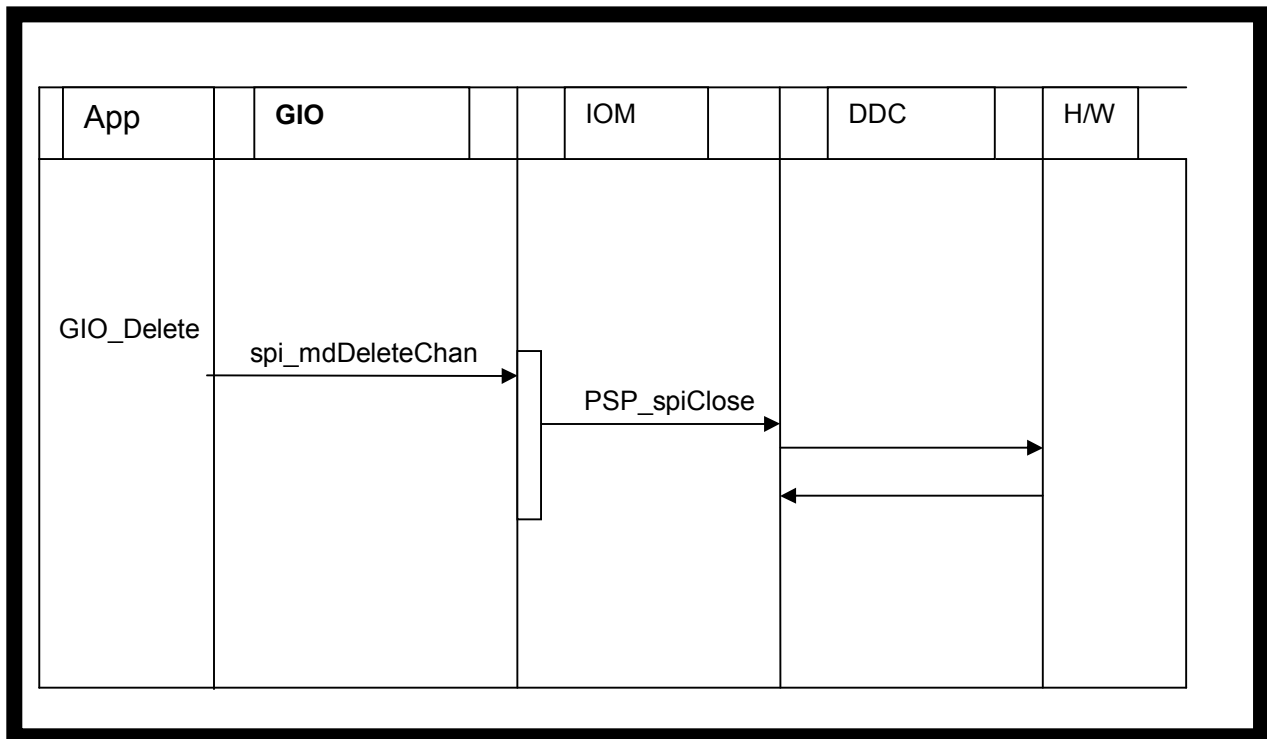 App
GIO
IOM
DDC
H/W
GIO_Delete
spi_mdDeleteChan
PSP_spiClose